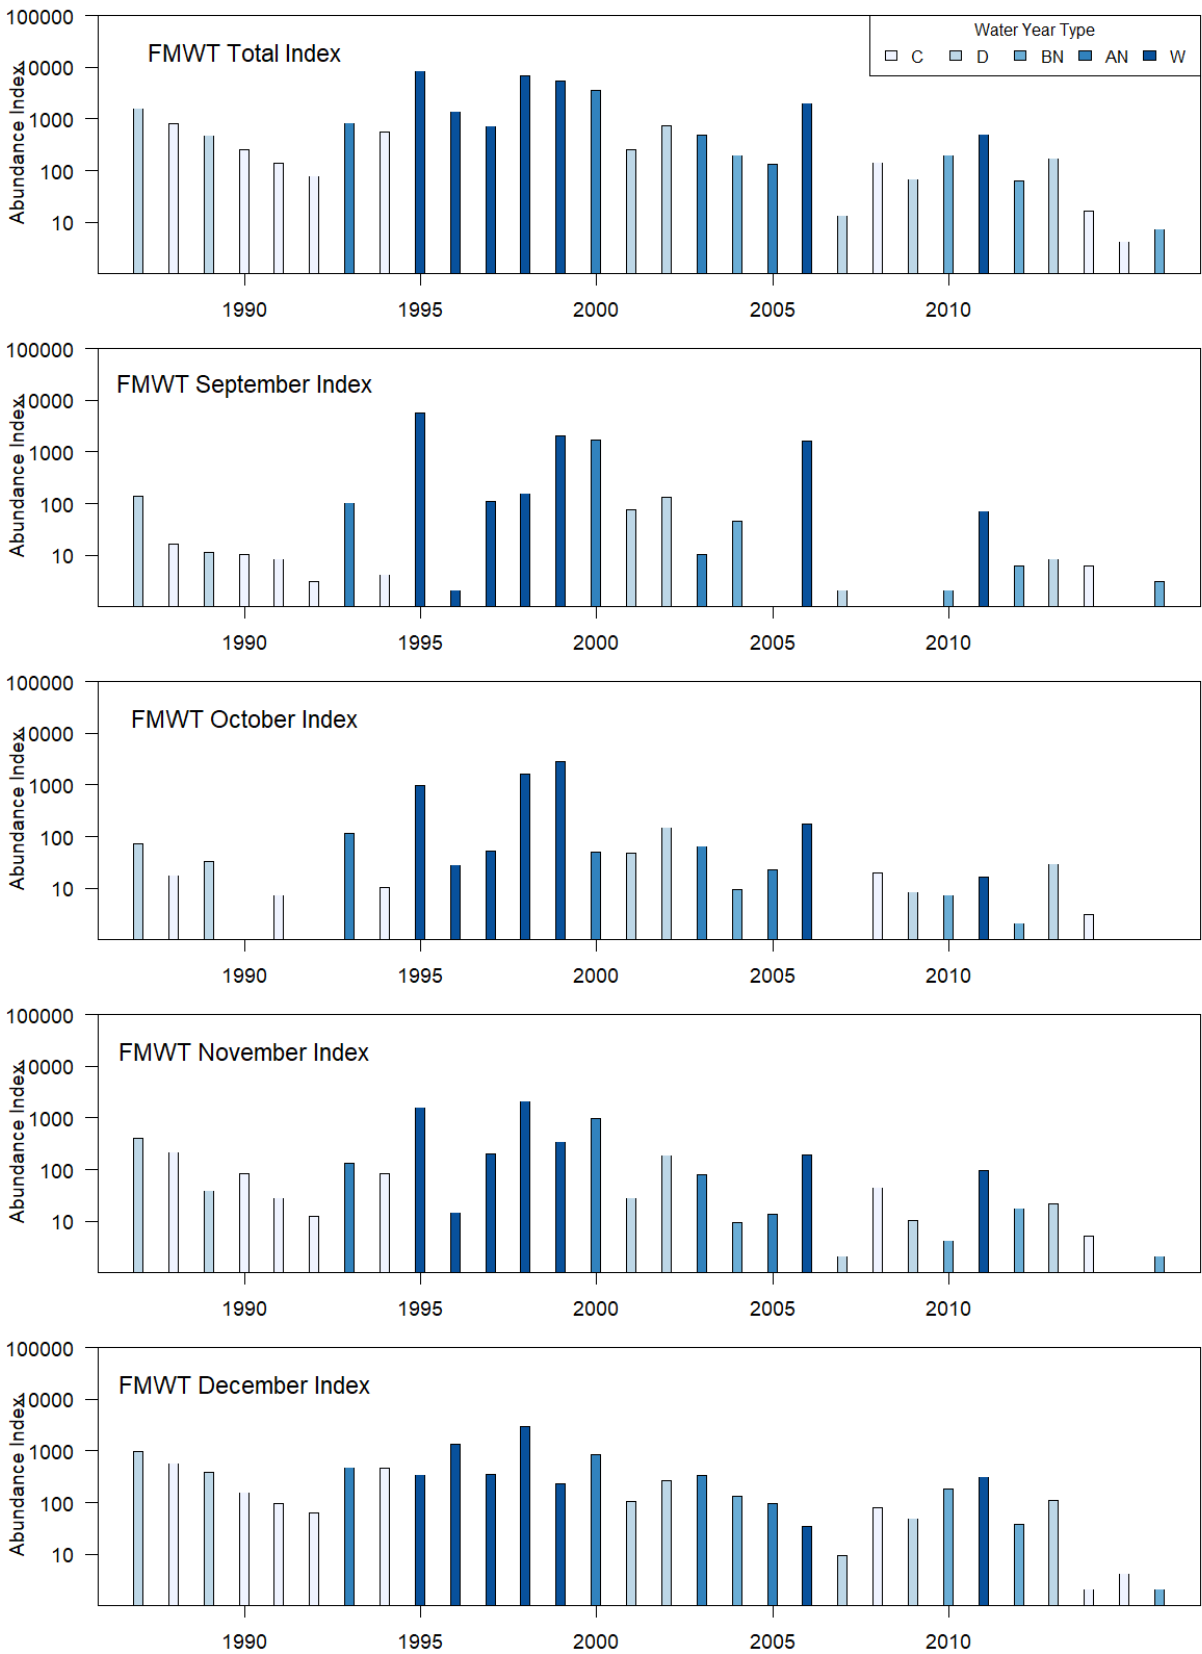 FMWT Total Index
Water Year Type
C D BN AN W
Abundance Index
100000
10000
1000
100
10
1990 1995 2000 2005 2010
FMWT September Index
Abundance Index
100000
10000
1000
100
10
1990 1995 2000 2005 2010
FMWT October Index
Abundance Index
100000
10000
1000
100
10
1990 1995 2000 2005 2010
FMWT November Index
Abundance Index
100000
10000
1000
100
10
1990 1995 2000 2005 2010
FMWT December Index
Abundance Index
100000
10000
1000
100
10
1990 1995 2000 2005 2010